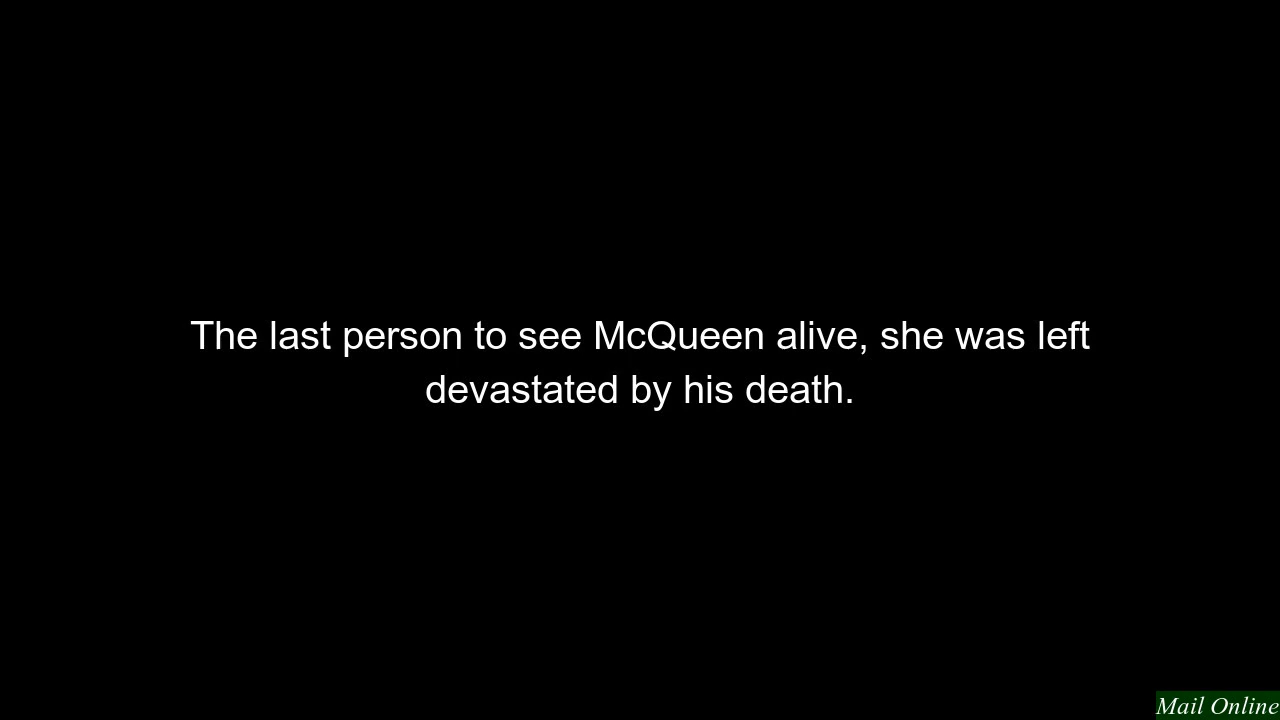 The last person to see McQueen alive, she was left
devastated by his death.
Mail Online